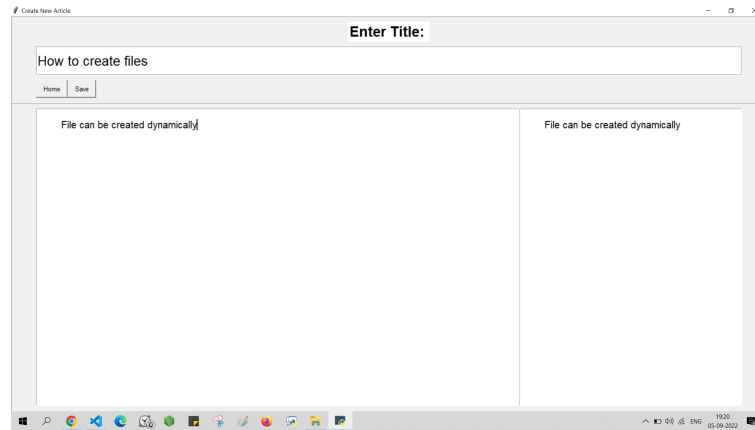 Create New Article
Enter Title:
How to create files
Home Save
File can be created dynamically
File can be created dynamically
ENG
19:20
05-09-2022